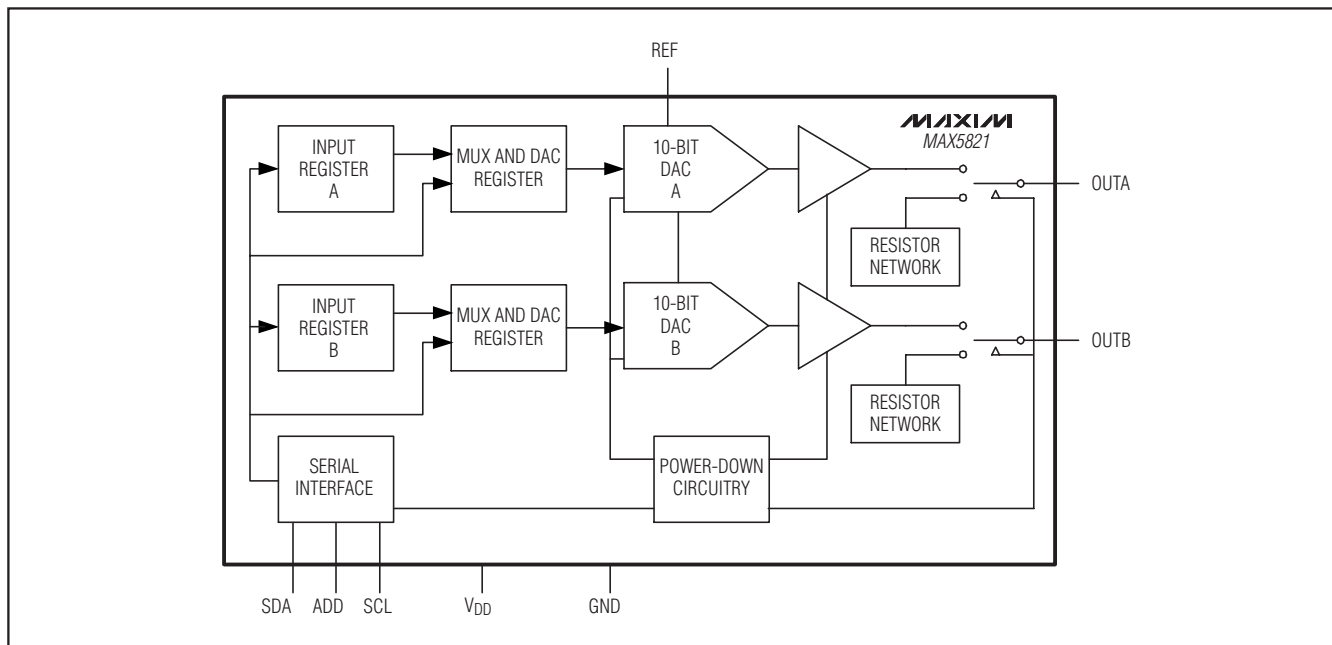 REF
MAXIM
MAX5821
INPUT
REGISTER
A
MUX AND DAC
REGISTER
10-BIT
DAC
A
OUTA
RESISTOR
NETWORK
INPUT
REGISTER
B
MUX AND DAC
REGISTER
10-BIT
DAC
B
OUTB
RESISTOR
NETWORK
SERIAL
INTERFACE
POWER-DOWN
CIRCUITRY
SDA
ADD
SCL
VDD
GND